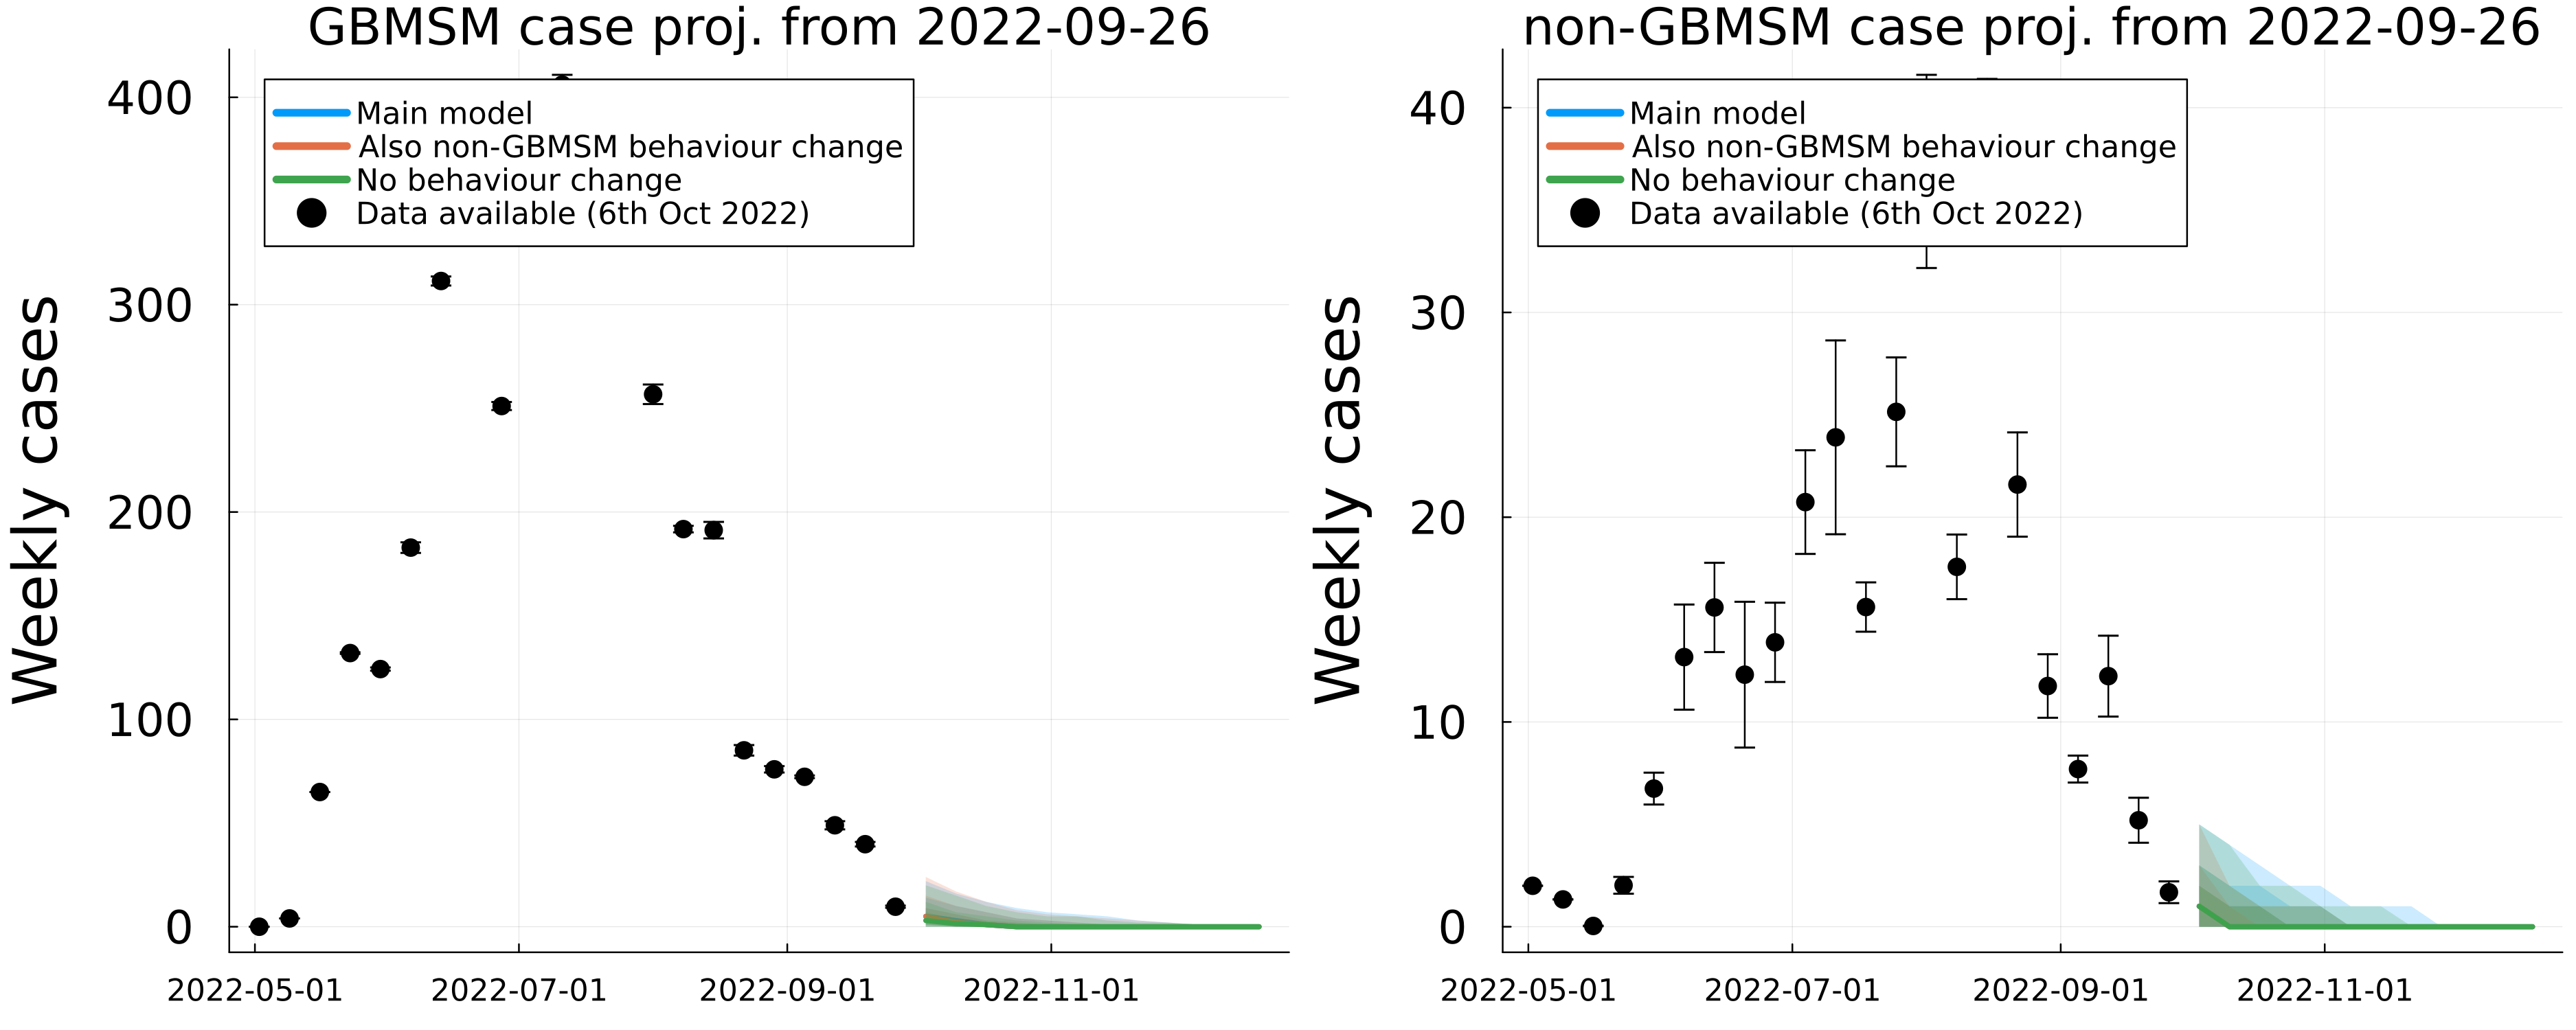 GBMSM case proj. from 2022-09-26
Weekly cases
400
300
200
100
0
Main model
Also non-GBMSM behaviour change
No behaviour change
Data available (6th Oct 2022)
2022-05-01
2022-07-01
2022-09-01
2022-11-01
non-GBMSM case proj. from 2022-09-26
Weekly cases
40
30
20
10
0
Main model
Also non-GBMSM behaviour change
No behaviour change
Data available (6th Oct 2022)
2022-05-01
2022-07-01
2022-09-01
2022-11-01